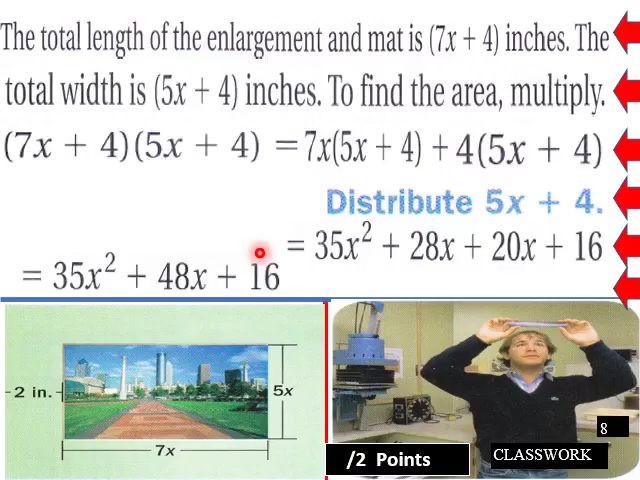 The total length of the enlargement and mat is (7x + 4) inches. The
total width is (5x + 4) inches. To find the area, multiply.
(7x + 4)(5x + 4) = 7x(5x + 4) + 4(5x + 4)
Distribute 5x + 4.
= 35x² + 28x + 20x + 16
= 35x² + 48x + 16
2 in.
5x
7x
8
CLASSWORK
/2 Points